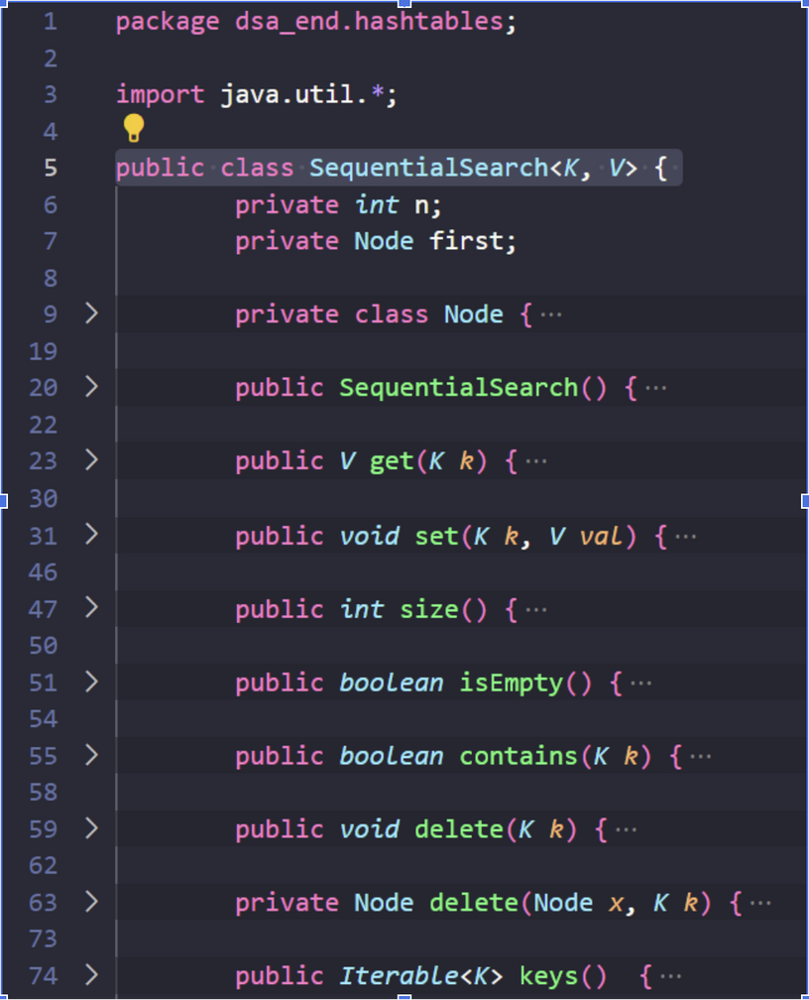 1 package dsa_end.hashtables;
2
3 import java.util.*;
4
5 public class SequentialSearch<K, V> {
6 private int n;
7 private Node first;
8
9 private class Node { ···
19
20 public SequentialSearch() { ···
22
23 public V get(K k) { ···
30
31 public void set(K k, V val) { ···
46
47 public int size() { ···
50
51 public boolean isEmpty() { ···
54
55 public boolean contains(K k) { ···
58
59 public void delete(K k) { ···
62
63 private Node delete(Node x, K k) { ···
73
74 public Iterable<K> keys()  { ···